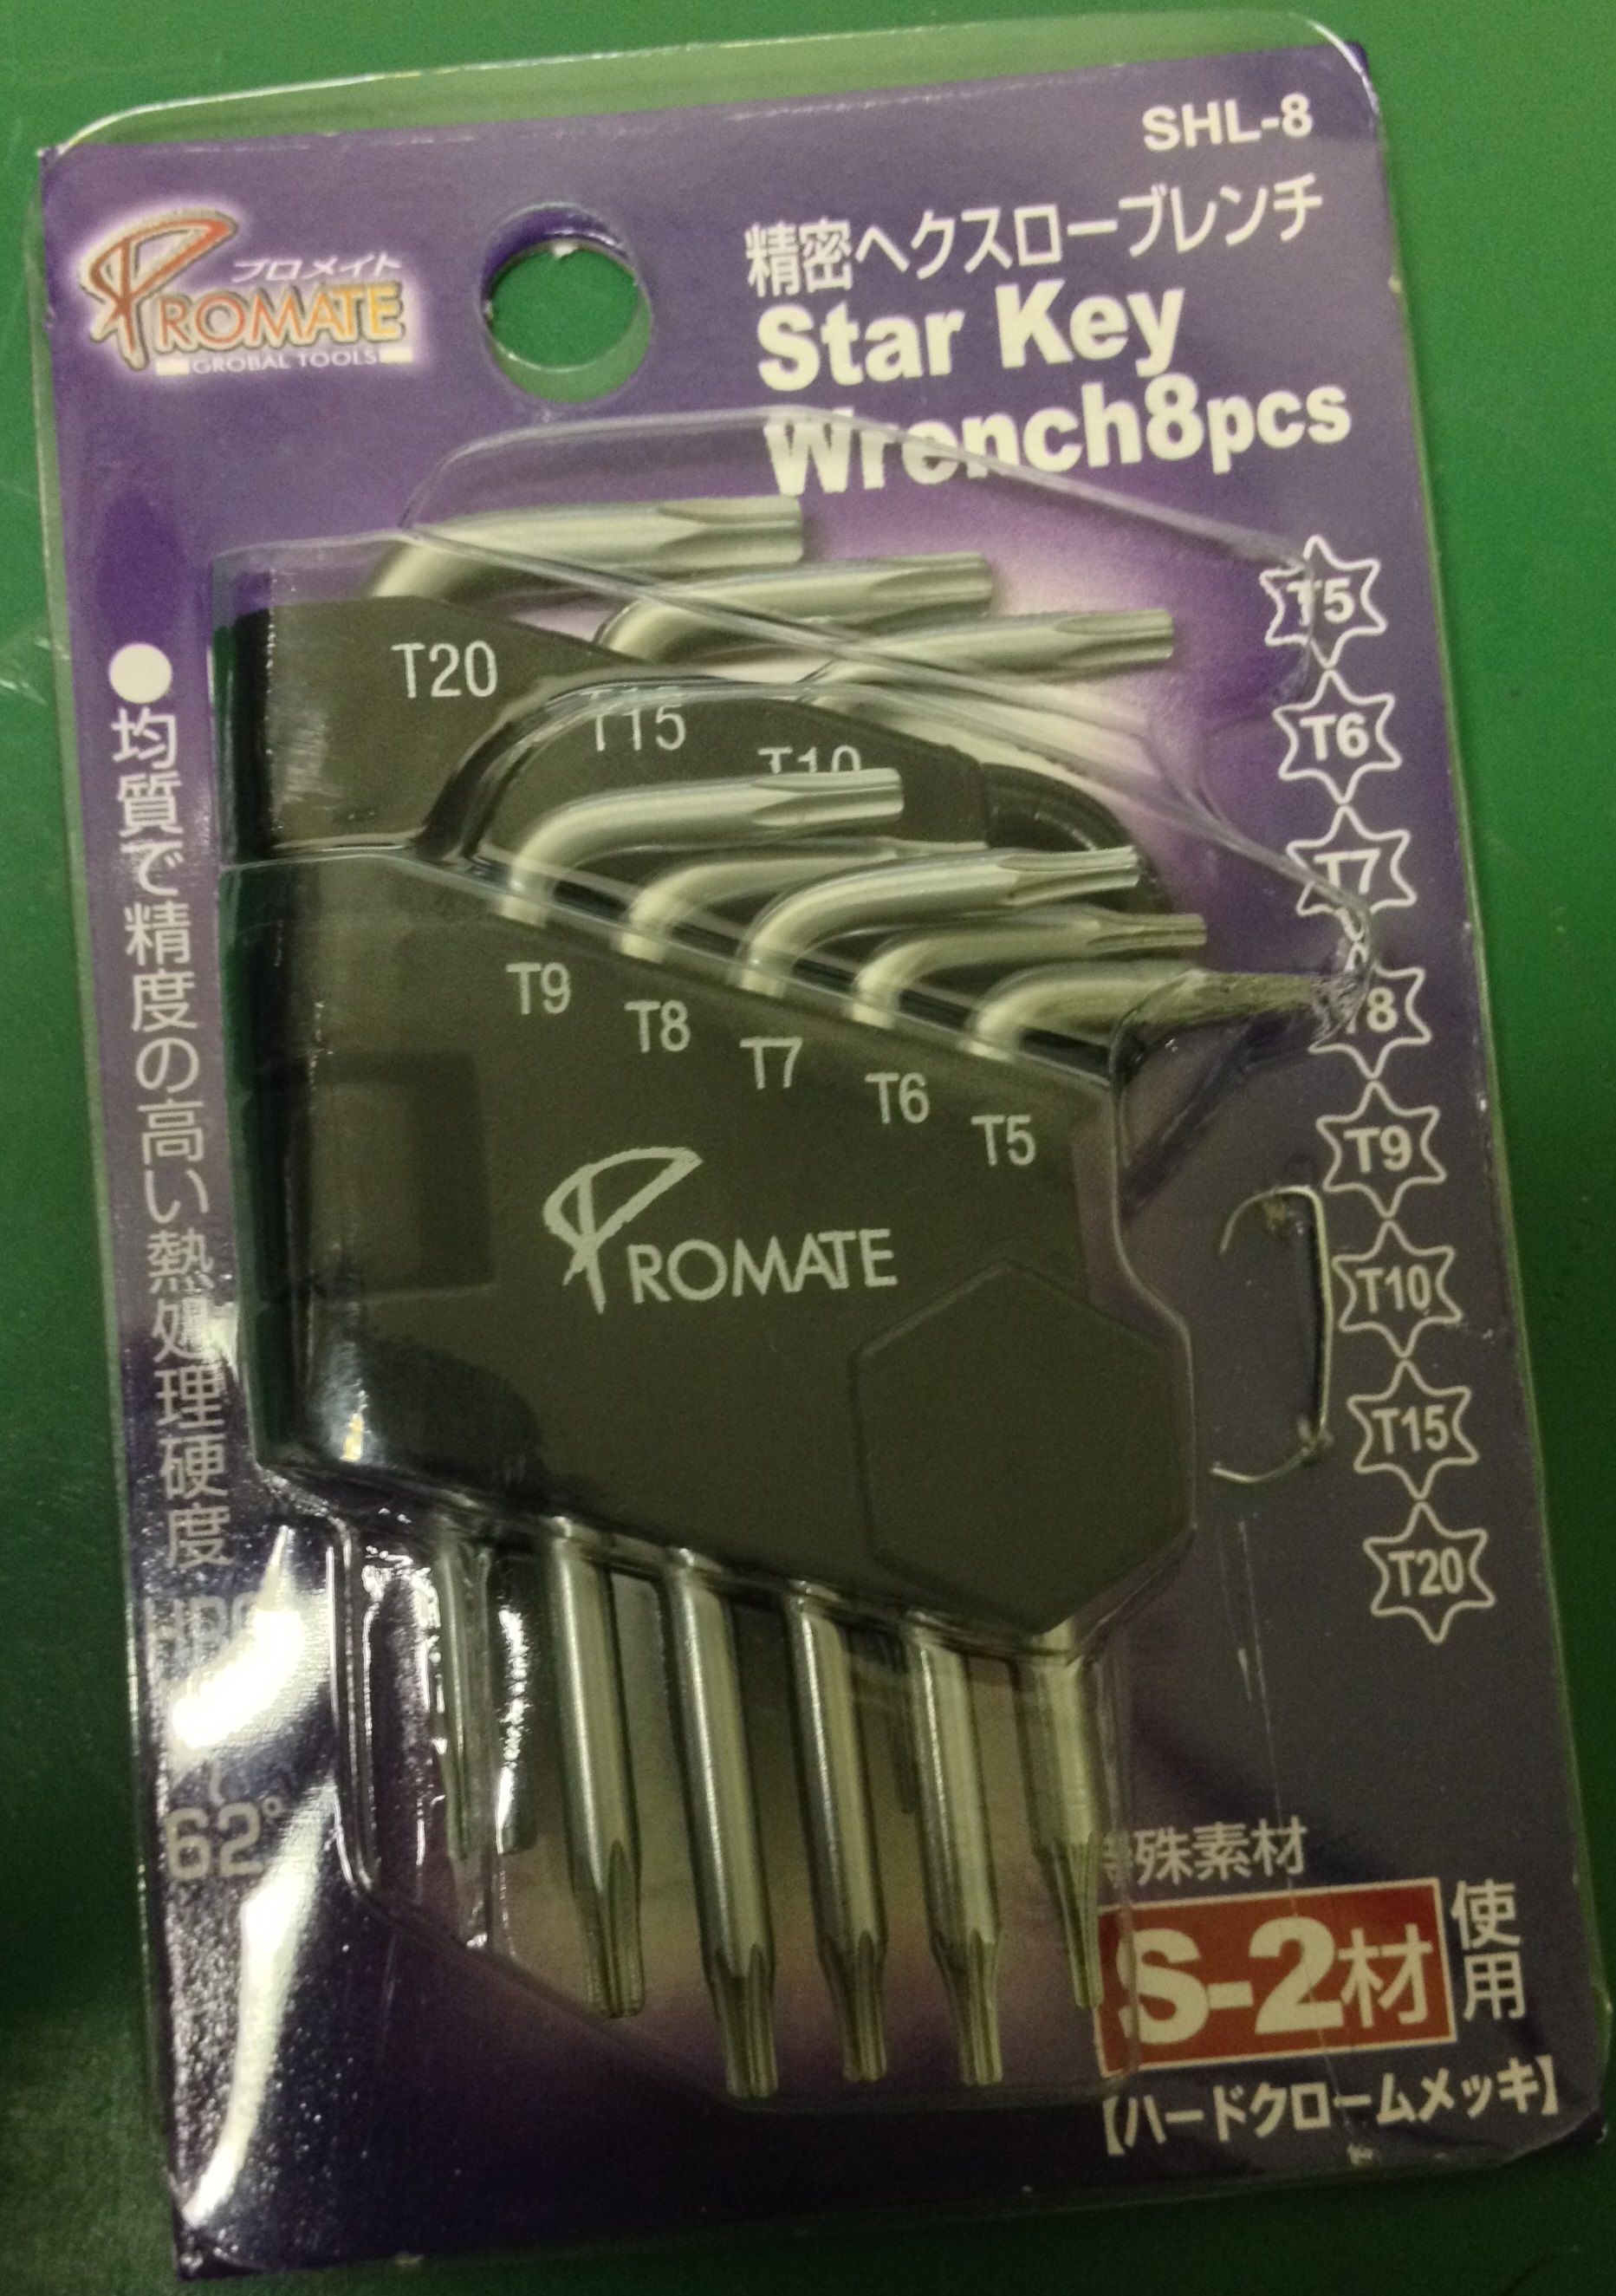 SHL-8
プロメイト
PROMATE
GROBAL TOOLS
精密ヘクスローブレンチ
Star Key
Wrench8pcs
T5
T6
T7
T8
T9
T10
T15
T20
T20
T15
T10
T9
T8
T7
T6
T5
PROMATE
●均質で精度の高い熱処理硬度
62°
特殊素材
S-2材
使用
【ハードクロームメッキ】